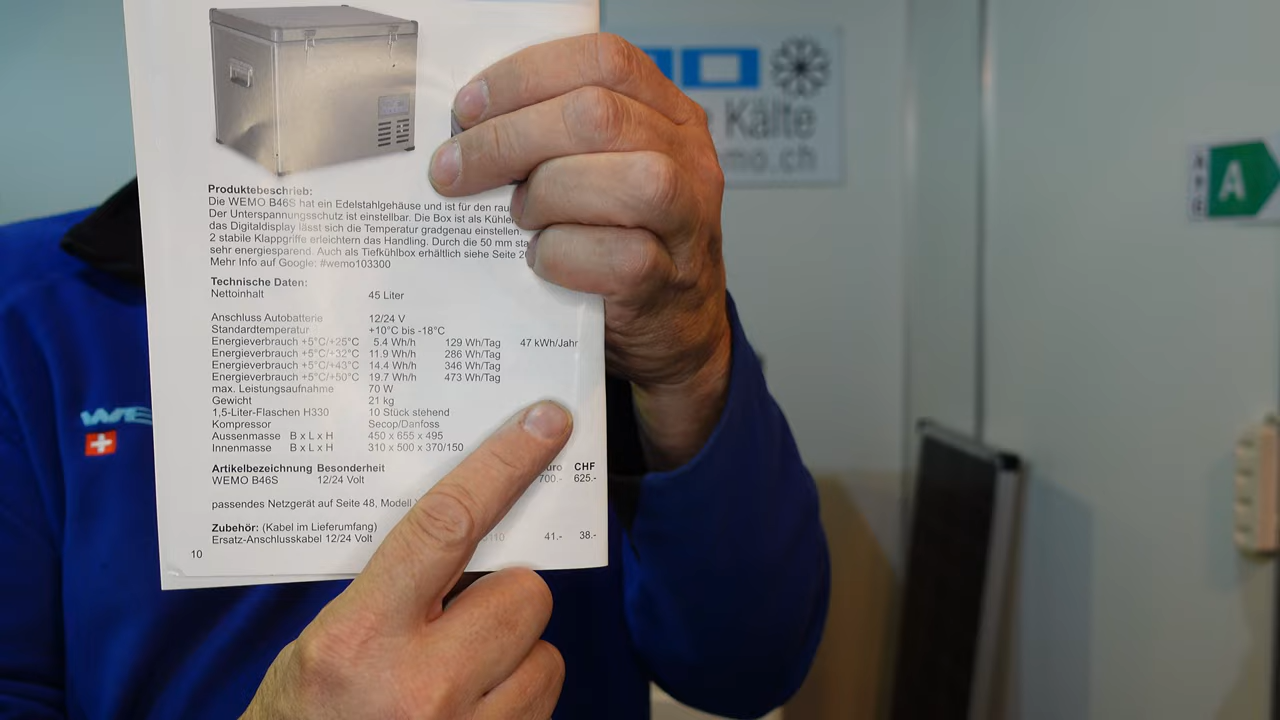 Produktebeschrieb:
Die WEMO B46S hat ein Edelstahlgehäuse und ist für den
Der Unterspannungsschutz ist einstellbar. Die Box ist als
das Digitaldisplay lässt sich die Temperatur gradgenau einstellen.
2 stabile Klappgriffe erleichtern das Handling. Durch die 50 mm
sehr energiesparend. Auch als Tiefkühlbox erhältlich siehe Seite
Mehr Info auf Google: #wemo103300
Technische Daten:
Nettoinhalt 45 Liter
Anschluss Autobatterie 12/24 V
Standardtemperatur +10°C bis -18°C
Energieverbrauch +5°C/+25°C 5.4 Wh/h 129 Wh/Tag 47 kWh/Jahr
Energieverbrauch +5°C/+32°C 11.9 Wh/h 286 Wh/Tag
Energieverbrauch +5°C/+43°C 14.4 Wh/h 346 Wh/Tag
Energieverbrauch +5°C/+50°C 19.7 Wh/h 473 Wh/Tag
max. Leistungsaufnahme 70 W
Gewicht 21 kg
1,5-Liter-Flaschen H330 10 Stück stehend
Kompressor Secop/Danfoss
Aussenmasse B x L x H 450 x 655 x 495
Innenmasse B x L x H 310 x 500 x 370/150
Artikelbezeichnung Besonderheit CHF
WEMO B46S 12/24 Volt 700.- 625.-
passendes Netzgerät auf Seite 48, Modell
Zubehör: (Kabel im Lieferumfang)
Ersatz-Anschlusskabel 12/24 Volt 41.- 38.-
10
Kälte
mo.ch
A